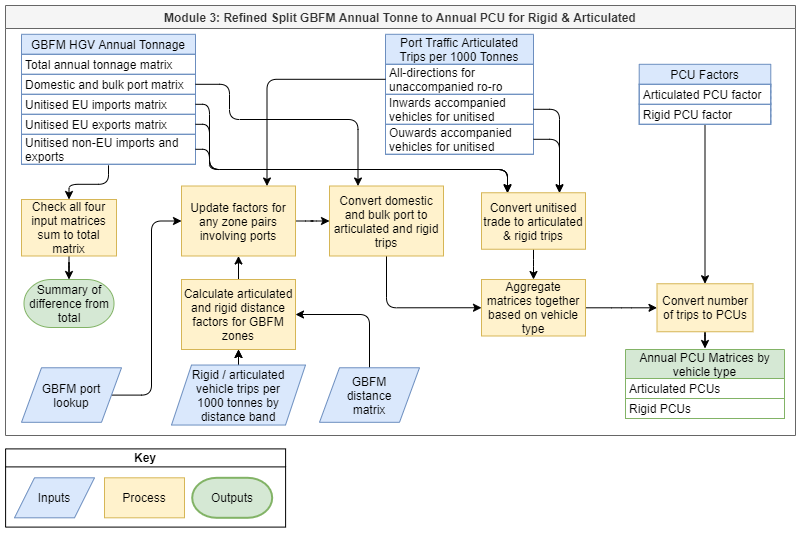 Module 3: Refined Split GBFM Annual Tonne to Annual PCU for Rigid & Articulated
GBFM HGV Annual Tonnage
Total annual tonnage matrix
Domestic and bulk port matrix
Unitised EU imports matrix
Unitised EU exports matrix
Unitised non-EU imports and
exports
Port Traffic Articulated
Trips per 1000 Tonnes
All-directions for
unaccompanied ro-ro
Inwards accompanied
vehicles for unitised
Ouwards accompanied
vehicles for unitised
PCU Factors
Articulated PCU factor
Rigid PCU factor
Check all four
input matrices
sum to total
matrix
Update factors for
any zone pairs
involving ports
Convert domestic
and bulk port to
articulated and rigid
trips
Convert unitised
trade to articulated
& rigid trips
Summary of
difference from
total
Calculate articulated
and rigid distance
factors for GBFM
zones
Aggregate
matrices together
based on vehicle
type
Convert number
of trips to PCUs
GBFM port
lookup
Rigid / articulated
vehicle trips per
1000 tonnes by
distance band
GBFM
distance
matrix
Annual PCU Matrices by
vehicle type
Articulated PCUs
Rigid PCUs
Key
Inputs
Process
Outputs